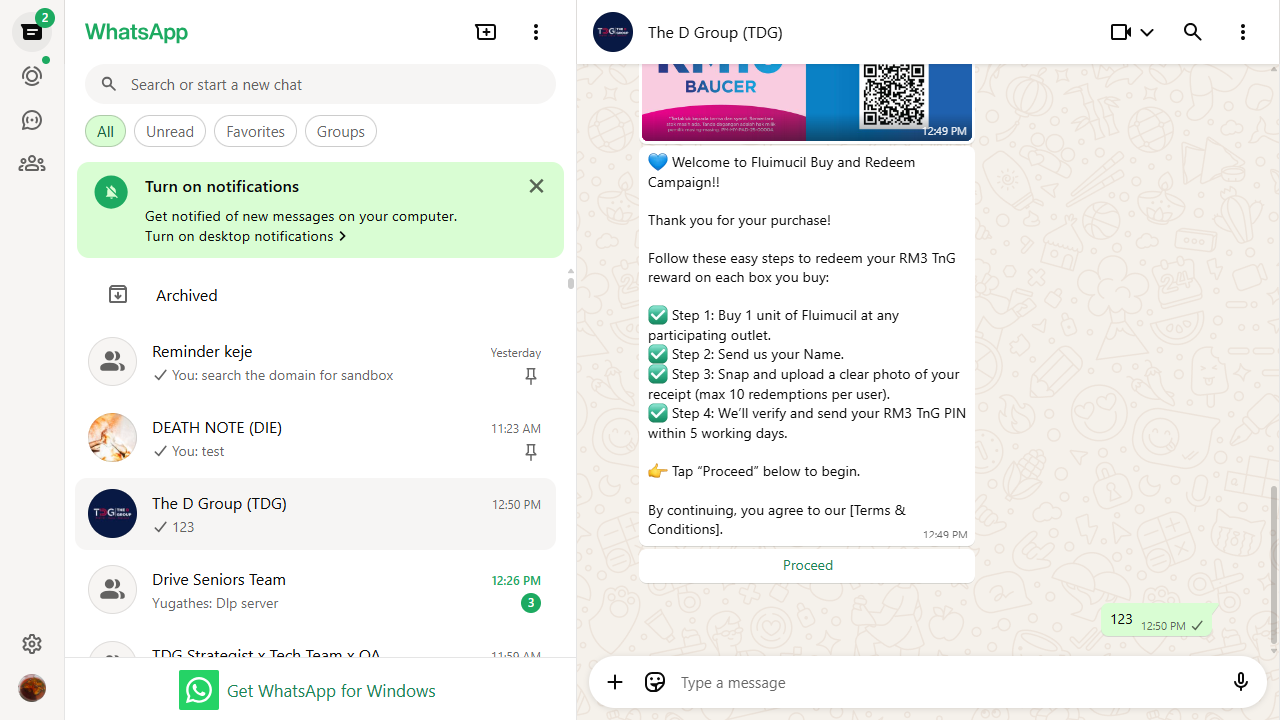 2
WhatsApp
Search or start a new chat
All
Unread
Favorites
Groups
Turn on notifications
Get notified of new messages on your computer.
Turn on desktop notifications
Archived
Reminder keje
Yesterday
You: search the domain for sandbox
DEATH NOTE (DIE)
11:23 AM
You: test
The D Group (TDG)
12:50 PM
123
Drive Seniors Team
12:26 PM
Yugathes: Dlp server
3
TDG Strategist x Tech Team x QA
11:59 AM
Get WhatsApp for Windows
The D Group (TDG)
BAUCER
12:49 PM
💙 Welcome to Fluimucil Buy and Redeem
Campaign!!
Thank you for your purchase!
Follow these easy steps to redeem your RM3 TnG
reward on each box you buy:
✅ Step 1: Buy 1 unit of Fluimucil at any
participating outlet.
✅ Step 2: Send us your Name.
✅ Step 3: Snap and upload a clear photo of your
receipt (max 10 redemptions per user).
✅ Step 4: We’ll verify and send your RM3 TnG PIN
within 5 working days.
👉 Tap “Proceed” below to begin.
By continuing, you agree to our [Terms &
Conditions].
12:49 PM
Proceed
123
12:50 PM
Type a message